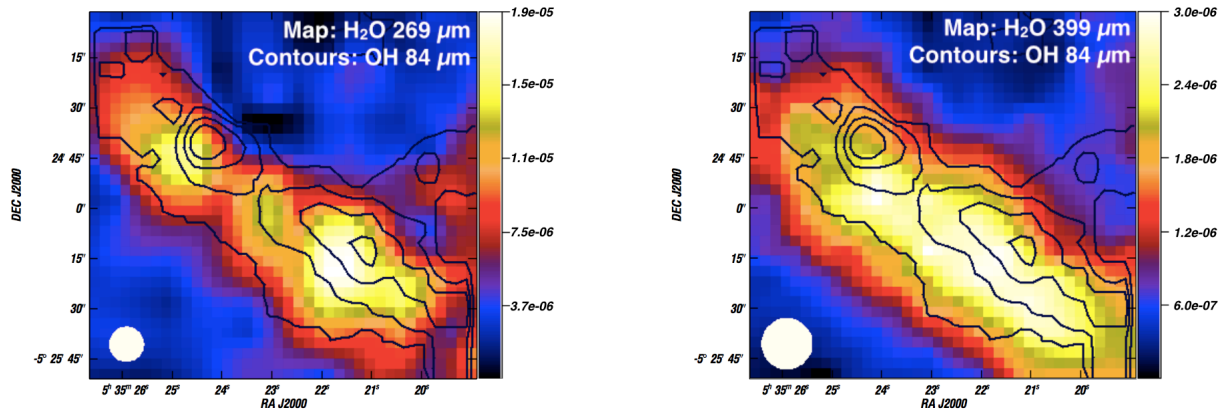 Map: H₂O 269 μm
Contours: OH 84 μm
1.9e-05
1.5e-05
1.1e-05
7.5e-06
3.7e-06
15"
30"
24' 45"
0"
15"
30"
-5° 25' 45"
DEC J2000
5ʰ 35ᵐ 26ˢ 25ˢ 24ˢ 23ˢ 22ˢ 21ˢ 20ˢ
RA J2000
Map: H₂O 399 μm
Contours: OH 84 μm
3.0e-06
2.4e-06
1.8e-06
1.2e-06
6.0e-07
15"
30"
24' 45"
0"
15"
30"
-5° 25' 45"
DEC J2000
5ʰ 35ᵐ 26ˢ 25ˢ 24ˢ 23ˢ 22ˢ 21ˢ 20ˢ
RA J2000